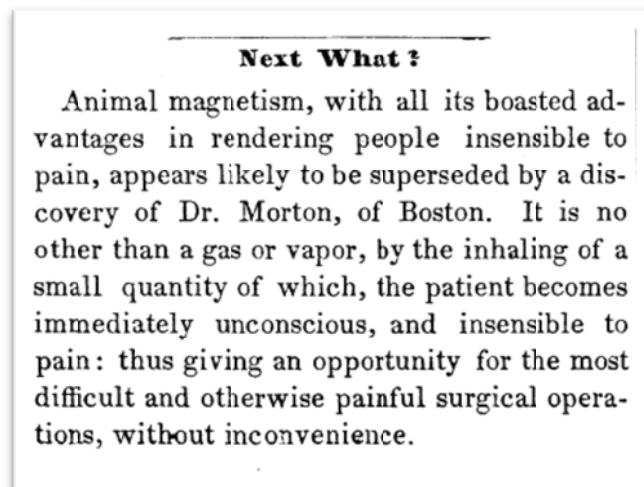 Next What?
Animal magnetism, with all its boasted ad-
vantages in rendering people insensible to
pain, appears likely to be superseded by a dis-
covery of Dr. Morton, of Boston. It is no
other than a gas or vapor, by the inhaling of a
small quantity of which, the patient becomes
immediately unconscious, and insensible to
pain: thus giving an opportunity for the most
difficult and otherwise painful surgical opera-
tions, without inconvenience.